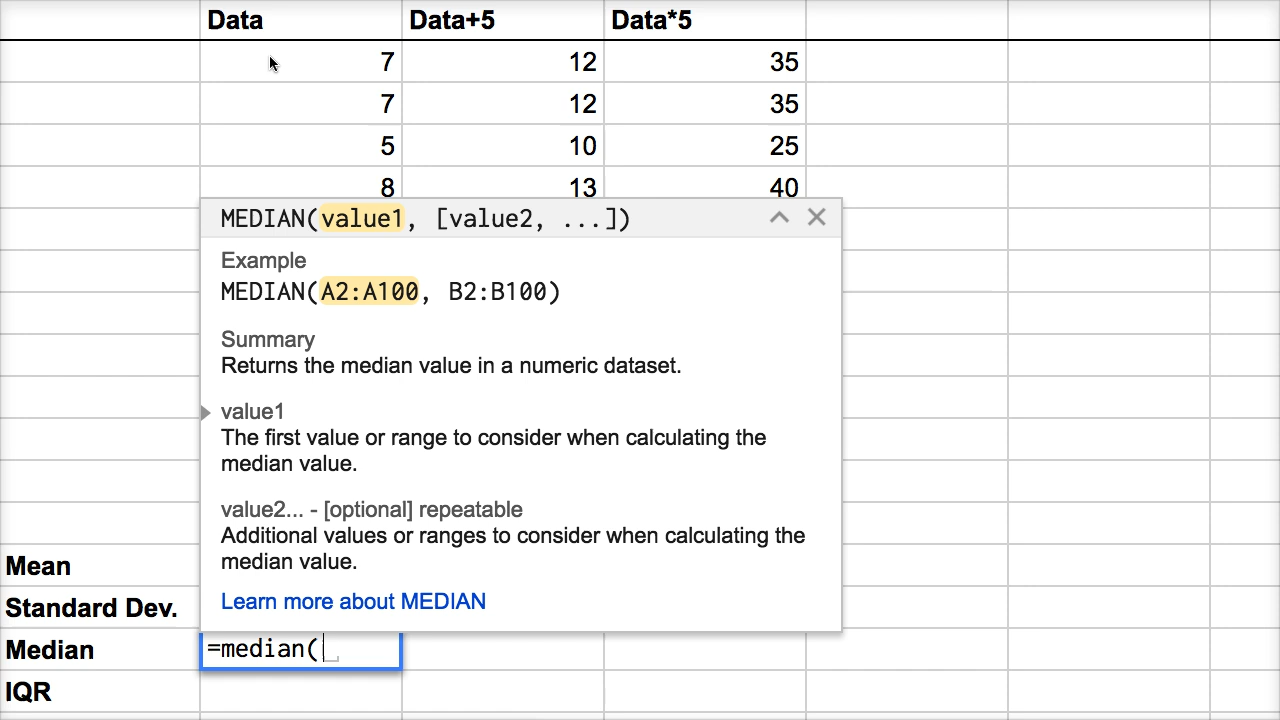 Data Data+5 Data*5
7 12 35
7 12 35
5 10 25
8 13 40
MEDIAN(value1, [value2, ...])
Example
MEDIAN(A2:A100, B2:B100)
Summary
Returns the median value in a numeric dataset.
value1
The first value or range to consider when calculating the
median value.
value2... - [optional] repeatable
Additional values or ranges to consider when calculating the
median value.
Learn more about MEDIAN
Mean
Standard Dev.
Median =median(
IQR